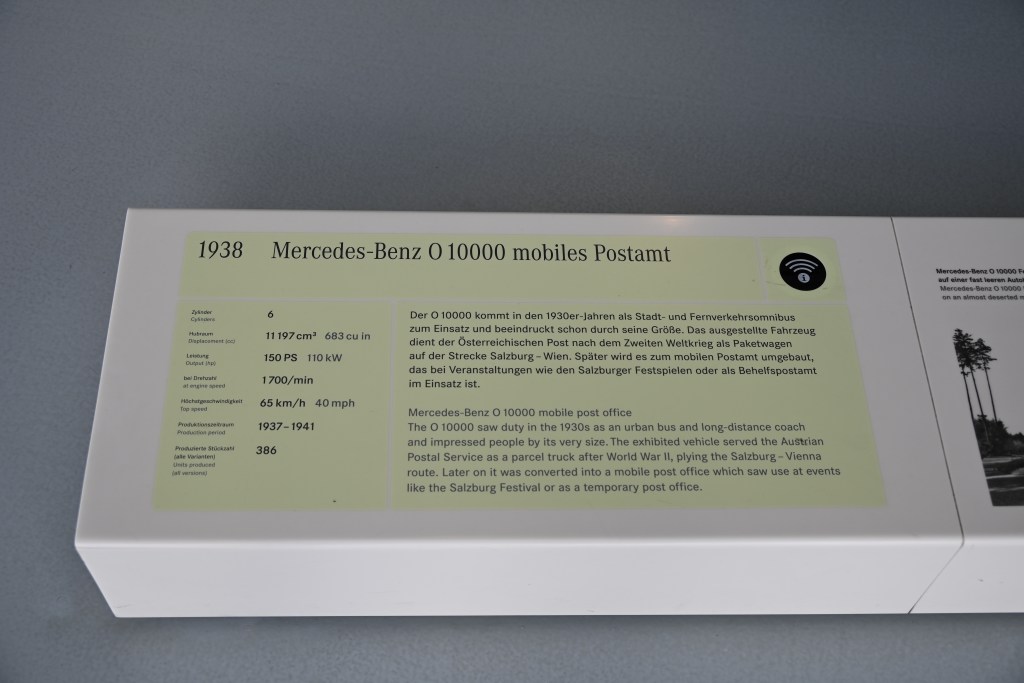 1938 Mercedes-Benz O 10000 mobiles Postamt
Zylinder 6
Cylinders
Hubraum 11 197 cm³ 683 cu in
Displacement (cc)
Leistung 150 PS 110 kW
Output (hp)
bei Drehzahl 1 700/min
at engine speed
Höchstgeschwindigkeit 65 km/h 40 mph
Top speed
Produktionszeitraum 1937 – 1941
Production period
Produzierte Stückzahl 386
(alle Varianten)
Units produced
(all versions)
Der O 10000 kommt in den 1930er-Jahren als Stadt- und Fernverkehrsomnibus
zum Einsatz und beeindruckt schon durch seine Größe. Das ausgestellte Fahrzeug
dient der Österreichischen Post nach dem Zweiten Weltkrieg als Paketwagen
auf der Strecke Salzburg – Wien. Später wird es zum mobilen Postamt umgebaut,
das bei Veranstaltungen wie den Salzburger Festspielen oder als Behelfspostamt
im Einsatz ist.
Mercedes-Benz O 10000 mobile post office
The O 10000 saw duty in the 1930s as an urban bus and long-distance coach
and impressed people by its very size. The exhibited vehicle served the Austrian
Postal Service as a parcel truck after World War II, plying the Salzburg – Vienna
route. Later on it was converted into a mobile post office which saw use at events
like the Salzburg Festival or as a temporary post office.
Mercedes-Benz O 10000
auf einer fast leeren
Mercedes-Benz O 10000
on an almost deserted